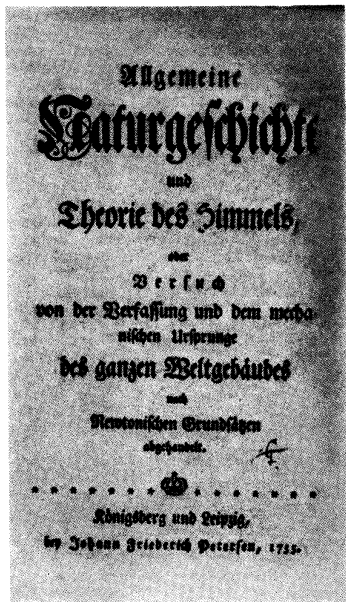 Allgemeine
Naturgeschichte
und
Theorie des Himmels,
oder
Versuch
von der Verfassung und dem mecha-
nischen Ursprunge
des ganzen Weltgebäudes
nach
Newtonischen Grundsätzen
abgehandelt.
Königsberg und Leipzig,
bey Johann Friederich Petersen, 1755.